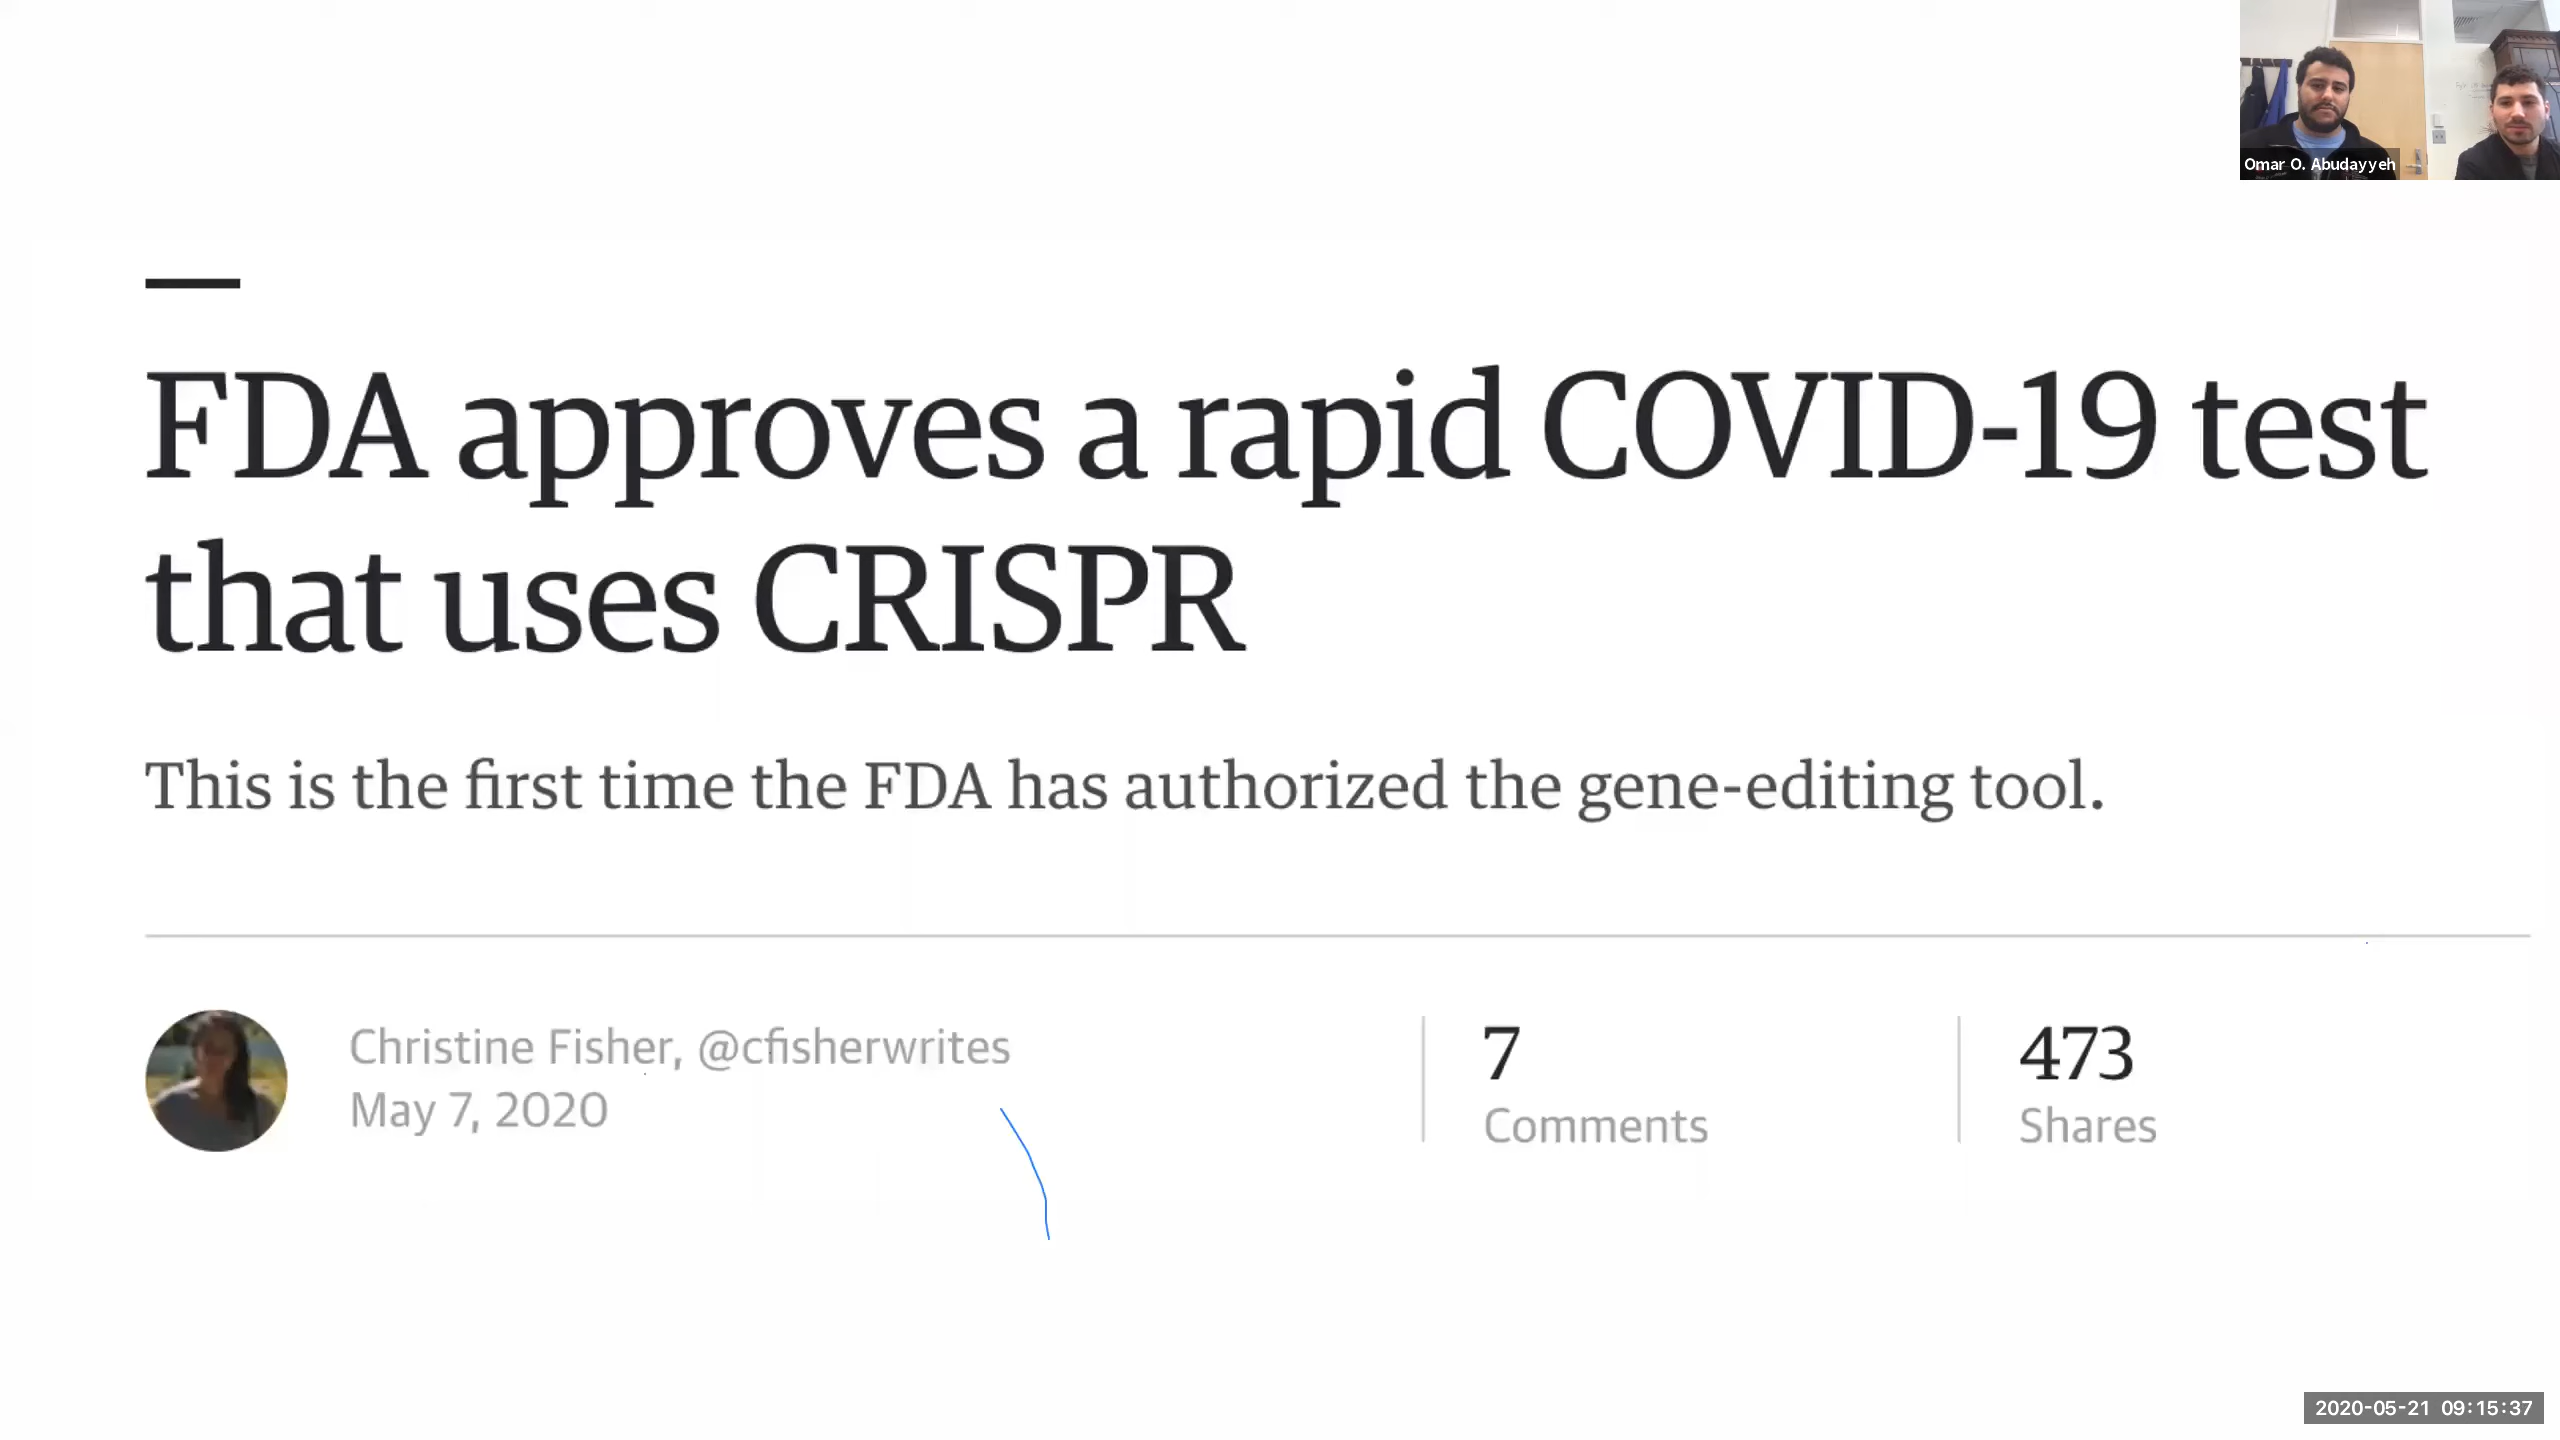 Omar O. Abudayyeh
FDA approves a rapid COVID-19 test
that uses CRISPR
This is the first time the FDA has authorized the gene-editing tool.
Christine Fisher, @cfisherwrites
May 7, 2020
7
Comments
473
Shares
2020-05-21 09:15:37